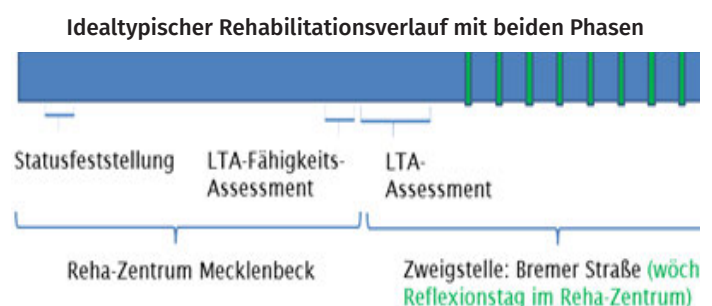 Idealtypischer Rehabilitationsverlauf mit beiden Phasen
Statusfeststellung
LTA-Fähigkeits-
Assessment
LTA-
Assessment
Reha-Zentrum Mecklenbeck
Zweigstelle: Bremer Straße (wöch
Reflexionstag im Reha-Zentrum)